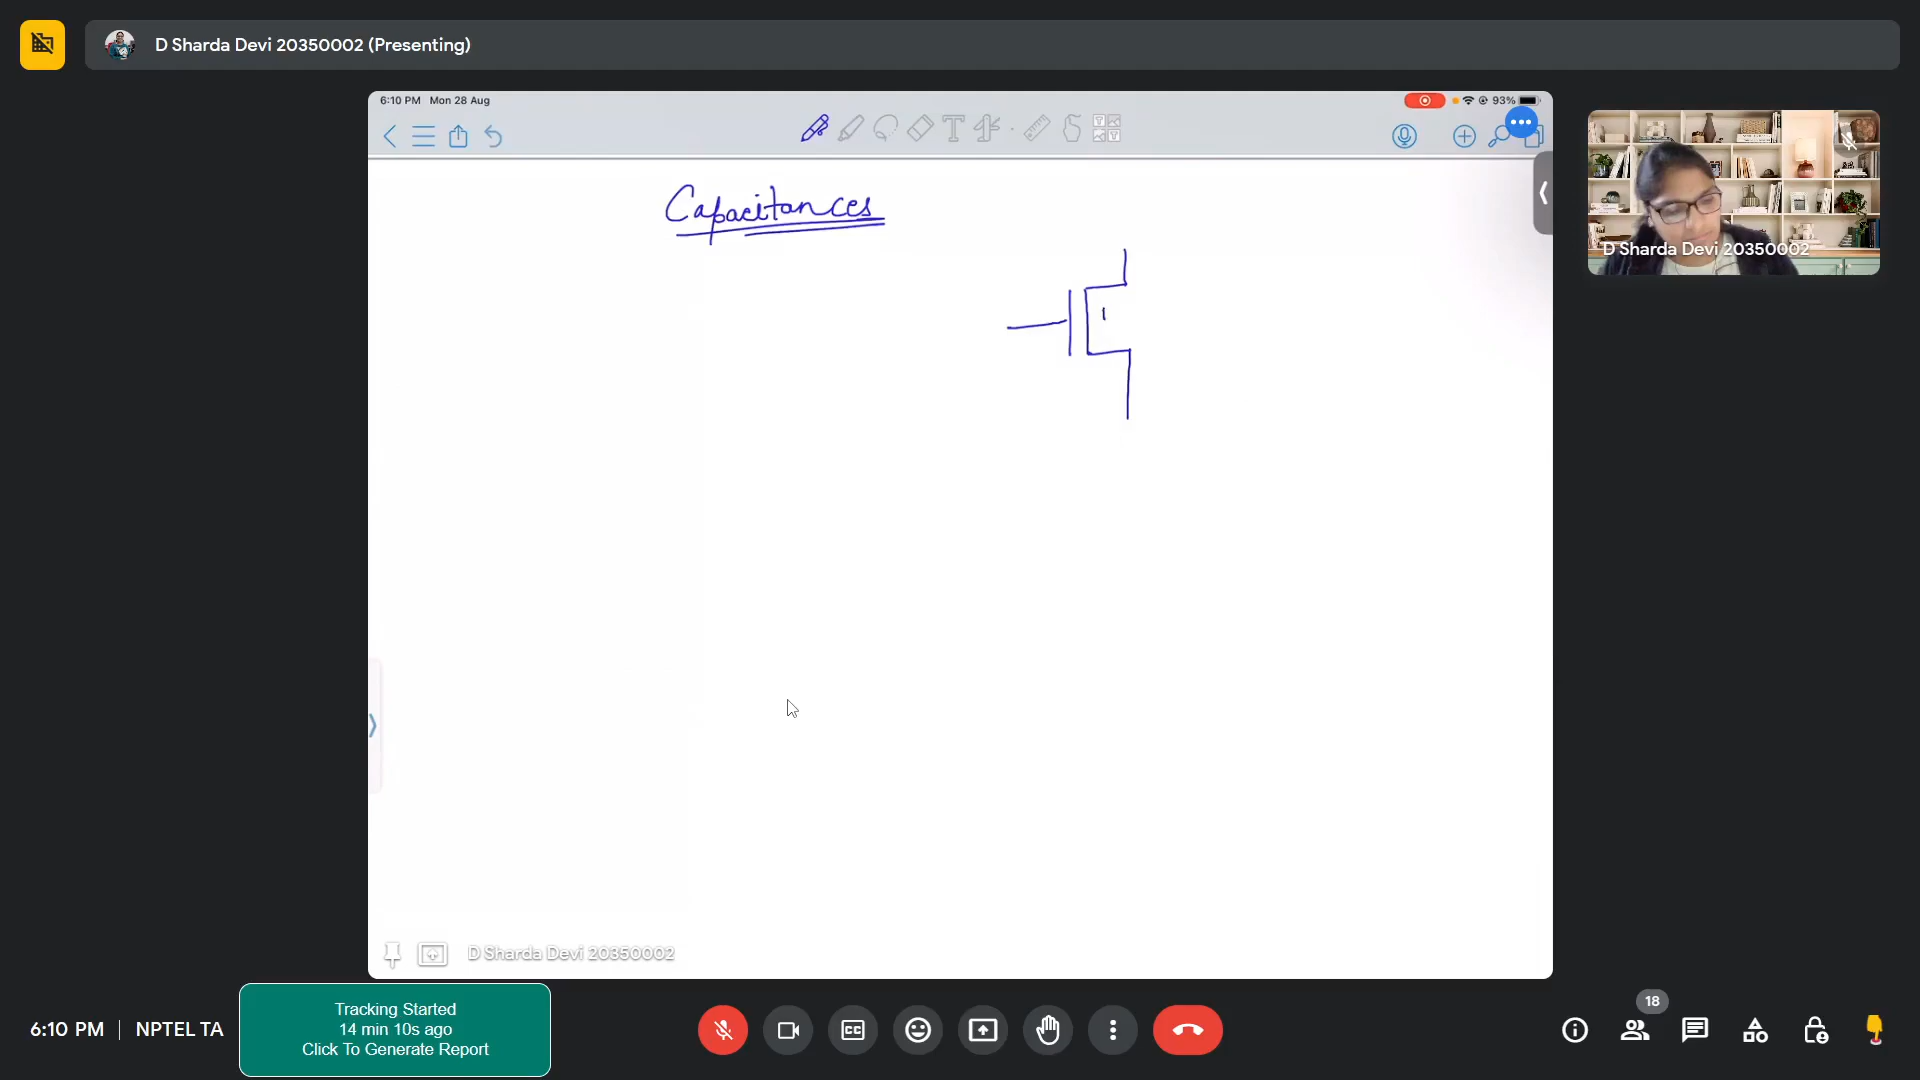 D Sharda Devi 20350002 (Presenting)
6:10 PM Mon 28 Aug
93%
Capacitances
D Sharda Devi 20350002
D Sharda Devi 20350002
6:10 PM | NPTEL TA
Tracking Started
14 min 10s ago
Click To Generate Report
CC
18